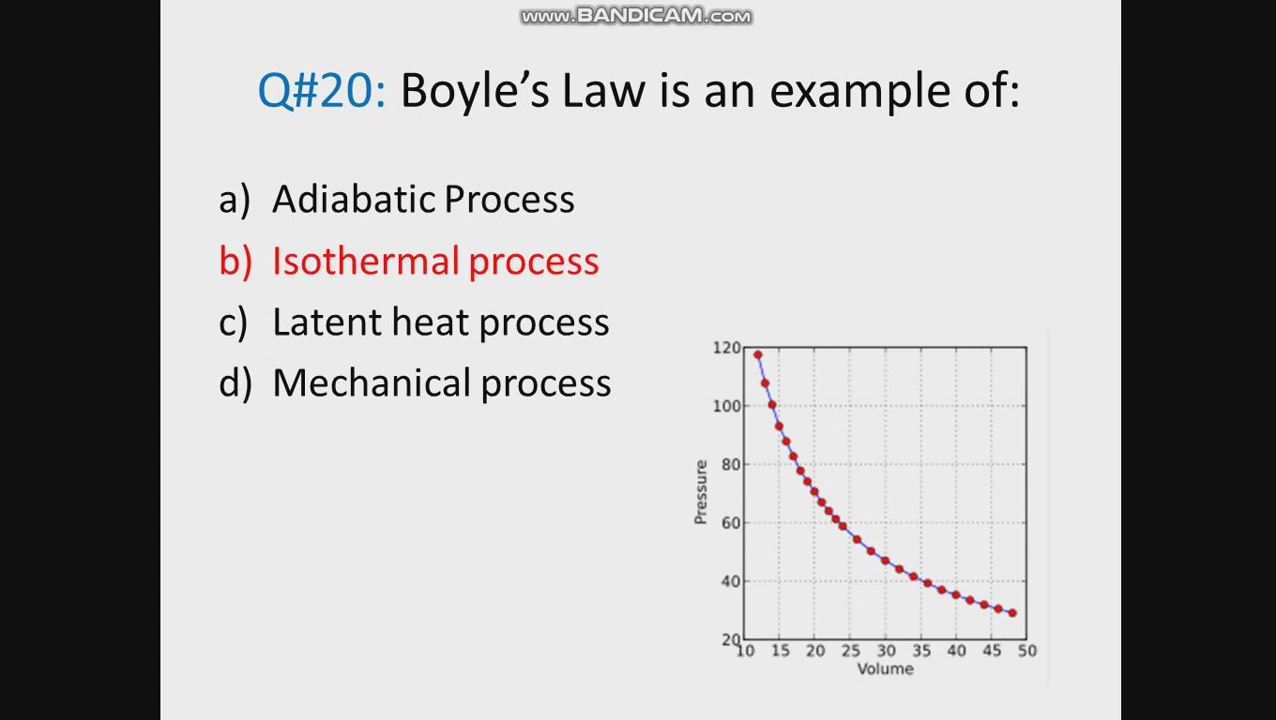 www.BANDICAM.com
Q#20: Boyle’s Law is an example of:
a) Adiabatic Process
b) Isothermal process
c) Latent heat process
d) Mechanical process
120
100
80
60
40
20
Pressure
10 15 20 25 30 35 40 45 50
Volume